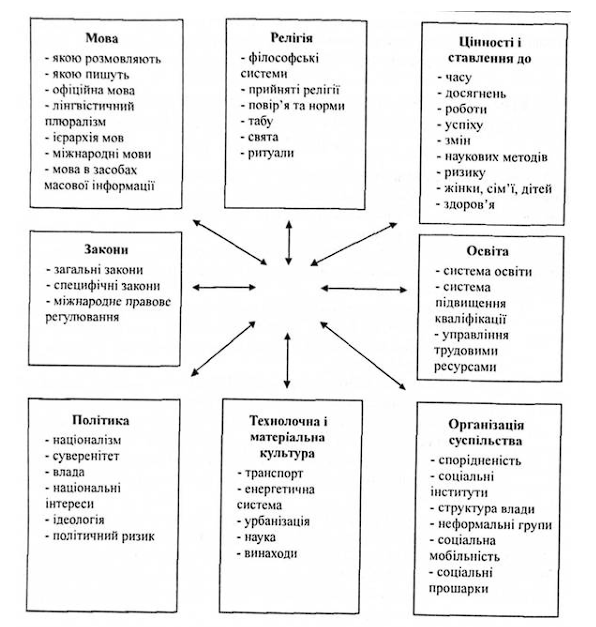 Мова
- якою розмовляють
- якою пишуть
- офіційна мова
- лінгвістичний
плюралізм
- ієрархія мов
- міжнародні мови
- мова в засобах
масової інформації
Релігія
- філософські
системи
- прийняті релігії
- повір'я та норми
- табу
- свята
- ритуали
Цінності і
ставлення до
- часу
- досягнень
- роботи
- успіху
- змін
- наукових методів
- ризику
- жінки, сім'ї, дітей
- здоров'я
Закони
- загальні закони
- специфічні закони
- міжнародне правове
регулювання
Освіта
- система освіти
- система
підвищення
кваліфікації
- управління
трудовими
ресурсами
Політика
- націоналізм
- суверенітет
- влада
- національні
інтереси
- ідеологія
- політичний ризик
Технолочна і
матеріальна
культура
- транспорт
- енергетична
система
- урбанізація
- наука
- винаходи
Організація
суспільства
- спорідненість
- соціальні
інститути
- структура влади
- неформальні групи
- соціальна
мобільність
- соціальні
прошарки